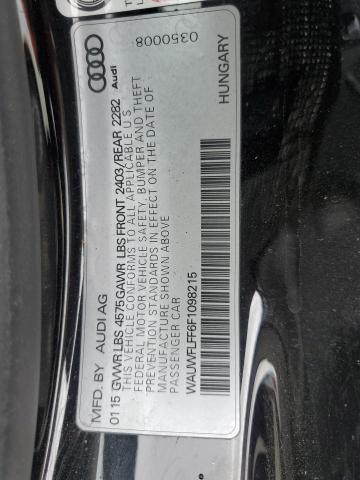 MFD. BY AUDI AG
Audi
0350008
01 15 GVWR LBS 4575 GAWR LBS FRONT 2403/REAR 2282
THIS VEHICLE CONFORMS TO ALL APPLICABLE U.S.
FEDERAL MOTOR VEHICLE SAFETY, BUMPER AND THEFT
PREVENTION STANDARDS IN EFFECT ON THE DATE OF
MANUFACTURE SHOWN ABOVE
PASSENGER CAR
WAUWFLFF6F1098215
HUNGARY